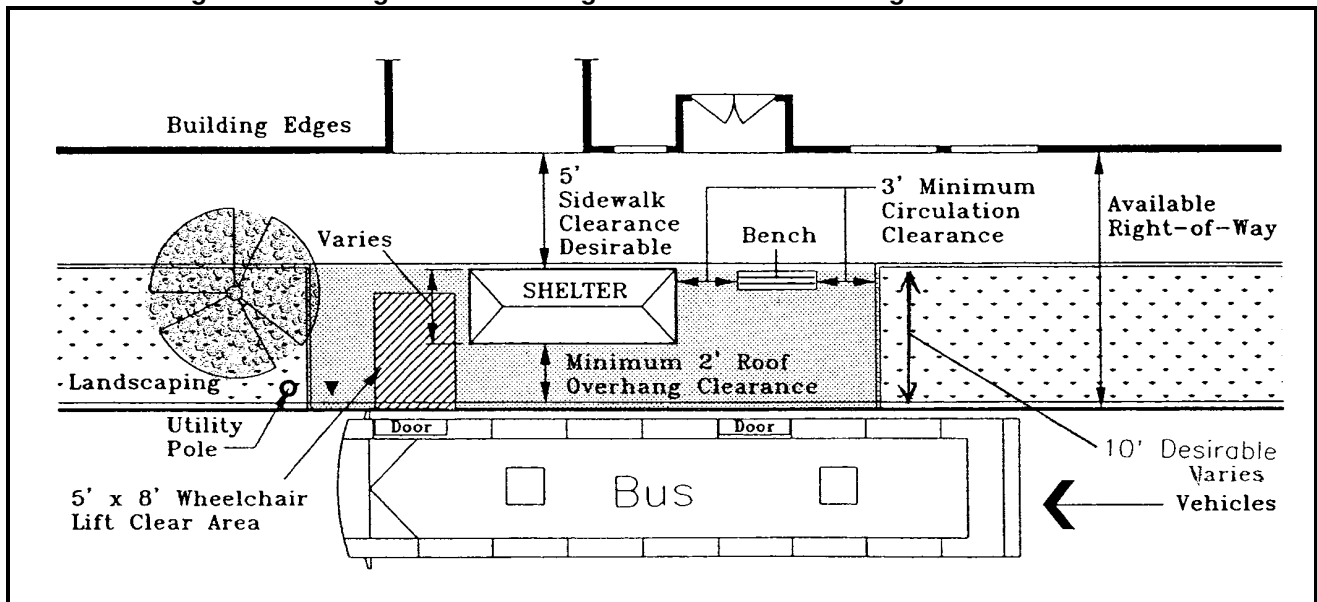 Building Edges
5'
Sidewalk
Clearance
Desirable
3' Minimum
Circulation
Clearance
Available
Right-of-Way
Varies
Bench
SHELTER
Landscaping
Minimum 2' Roof
Overhang Clearance
Utility
Pole
Door
Door
10' Desirable
Varies
5' x 8' Wheelchair
Lift Clear Area
Bus
Vehicles